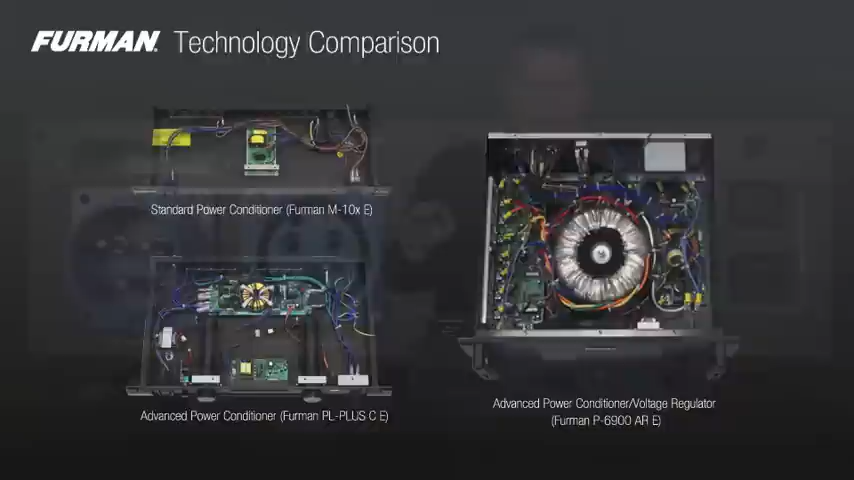 FURMAN® Technology Comparison
Standard Power Conditioner (Furman M-10x E)
Advanced Power Conditioner (Furman PL-PLUS C E)
Advanced Power Conditioner/Voltage Regulator
(Furman P-6900 AR E)